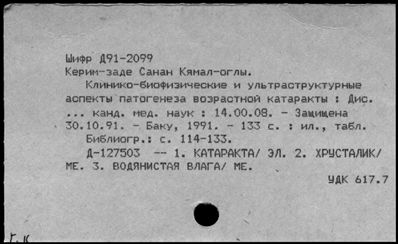 Шифр Д91-2099
Керим-заде Санан Кямал-оглы.
Клинико-биофизические и ультраструктурные
аспекты патогенеза возрастной катаракты : Дис.
... канд. мед. наук : 14.00.08. - Защищена
30.10.91. - Баку, 1991. - 133 с. : ил., табл.
Библиогр.: с. 114-133.
Д-127503 -- 1. КАТАРАКТА/ ЭЛ. 2. ХРУСТАЛИК/
МЕ. 3. ВОДЯНИСТАЯ ВЛАГА/ МЕ.
УДК 617.7